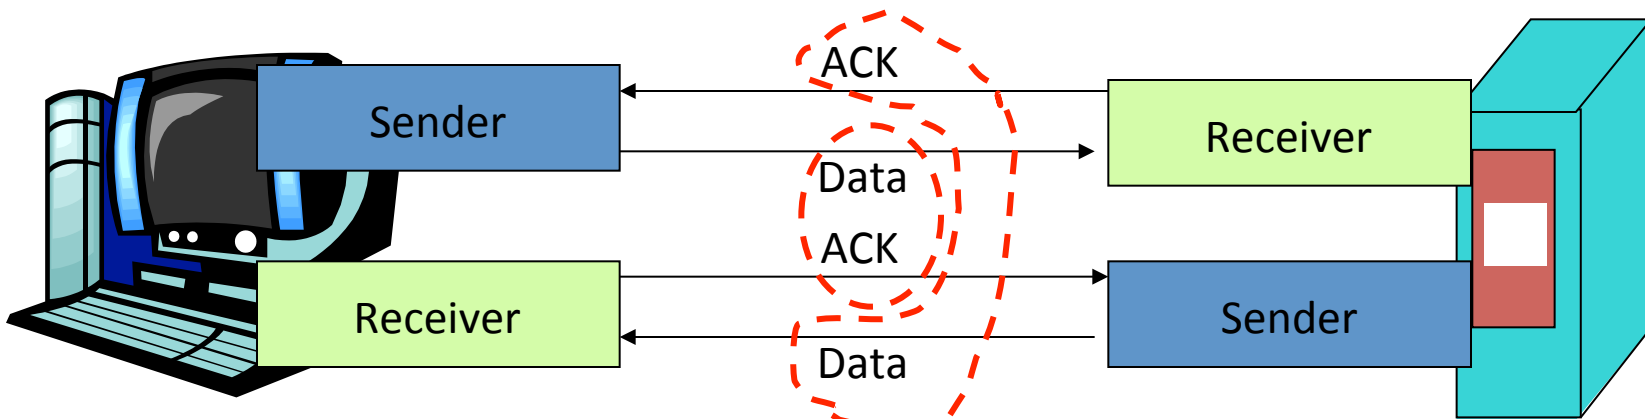 ACK
Sender
Receiver
Data
ACK
Receiver
Sender
Data